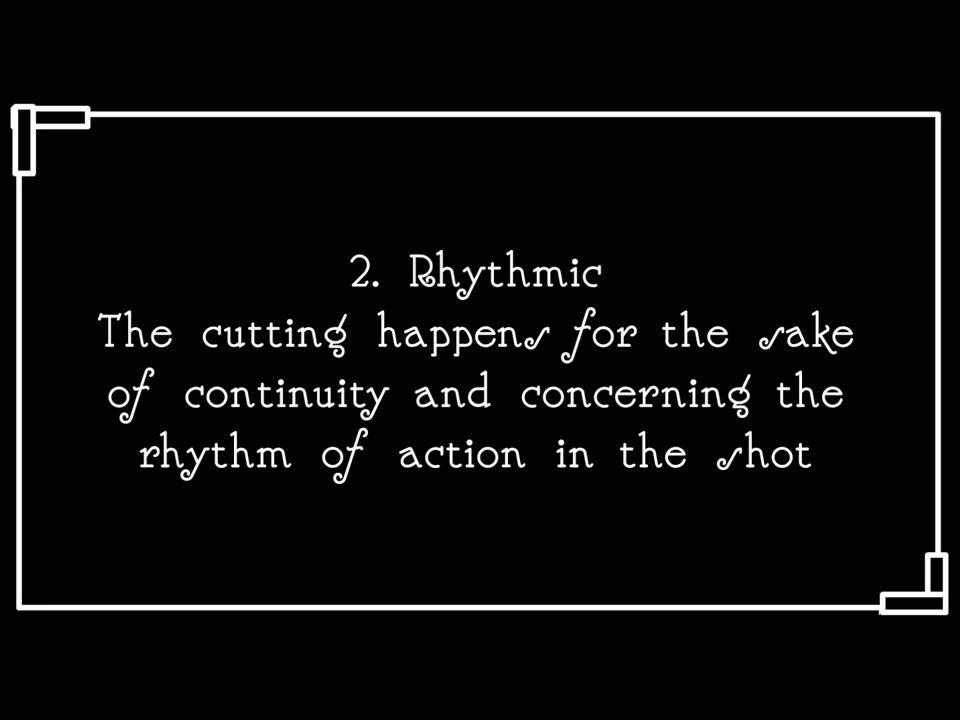 2. Rhythmic
The cutting happens for the sake
of continuity and concerning the
rhythm of action in the shot